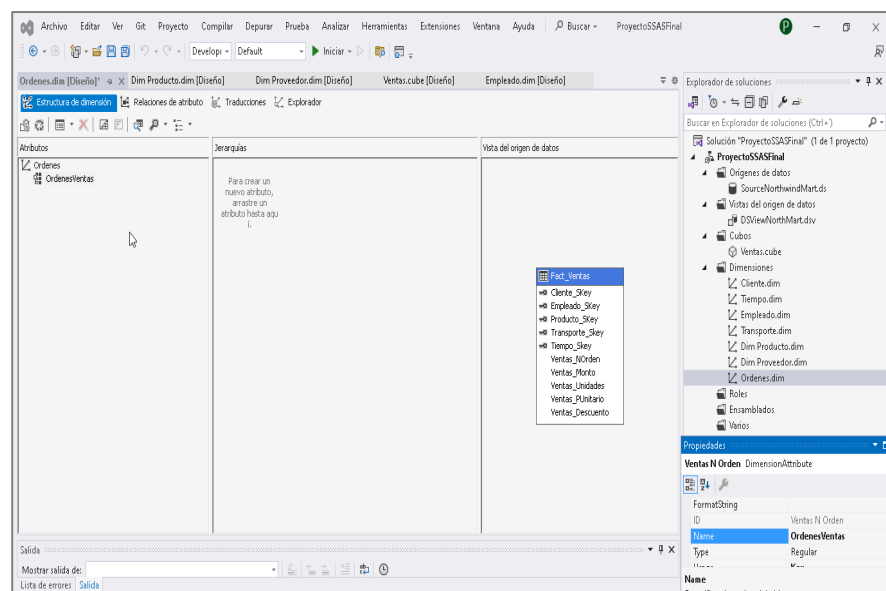 Archivo Editar Ver Git Proyecto Compilar Depurar Prueba Analizar Herramientas Extensiones Ventana Ayuda Buscar ProyectoSSASFinal P
Developı Default Iniciar
Ordenes.dim [Diseño]* Dim Producto.dim [Diseño] Dim Proveedor.dim [Diseño] Ventas.cube [Diseño] Empleado.dim [Diseño]
Estructura de dimensión Relaciones de atributo Traducciones Explorador
Atributos
Ordenes
OrdenesVentas
Jerarquías
Para crear un
nuevo atributo,
arrastre un
atributo hasta aqu
í.
Vista del origen de datos
Fact_Ventas
Cliente_SKey
Empleado_SKey
Producto_SKey
Transporte_Skey
Tiempo_Skey
Ventas_NOrden
Ventas_Monto
Ventas_Unidades
Ventas_PUnitario
Ventas_Descuento
Explorador de soluciones
Buscar en Explorador de soluciones (Ctrl+´)
Solución "ProyectoSSASFinal" (1 de 1 proyecto)
ProyectoSSASFinal
Orígenes de datos
SourceNorthwindMart.ds
Vistas del origen de datos
DSViewNorthMart.dsv
Cubos
Ventas.cube
Dimensiones
Cliente.dim
Tiempo.dim
Empleado.dim
Transporte.dim
Dim Producto.dim
Dim Proveedor.dim
Ordenes.dim
Roles
Ensamblados
Varios
Propiedades
Ventas N Orden DimensionAttribute
FormatString
ID Ventas N Orden
Name OrdenesVentas
Type Regular
Name
Salida
Mostrar salida de:
Lista de errores Salida